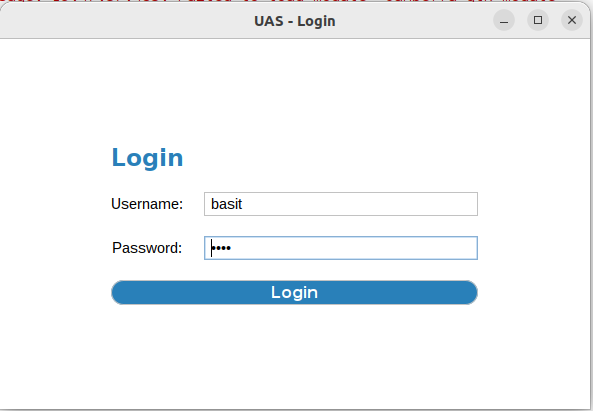 UAS - Login
Login
Username: basit
Password: ••••
Login